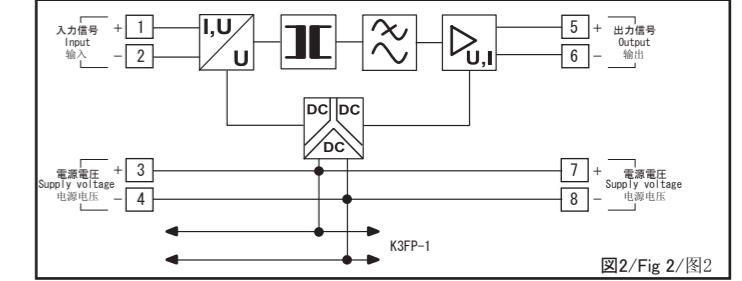 入力信号
Input
输入
+ 1
- 2
I,U
U
U,I
5 +
6 -
出力信号
Output
输出
DC DC
DC
電源電圧
Supply voltage
电源电压
+ 3
- 4
7 +
8 -
電源電圧
Supply voltage
电源电压
K3FP-1
図2/Fig 2/图2